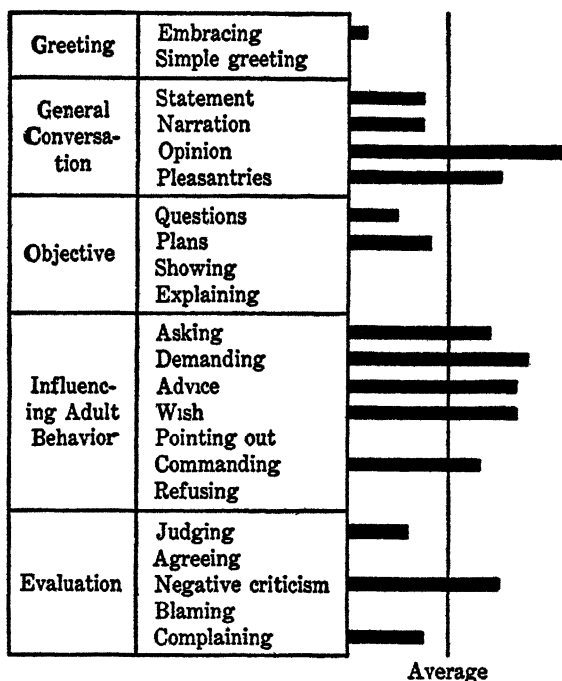 Greeting
Embracing
Simple greeting
General
Conversa-
tion
Statement
Narration
Opinion
Pleasantries
Objective
Questions
Plans
Showing
Explaining
Influenc-
ing Adult
Behavior
Asking
Demanding
Advice
Wish
Pointing out
Commanding
Refusing
Evaluation
Judging
Agreeing
Negative criticism
Blaming
Complaining
Average